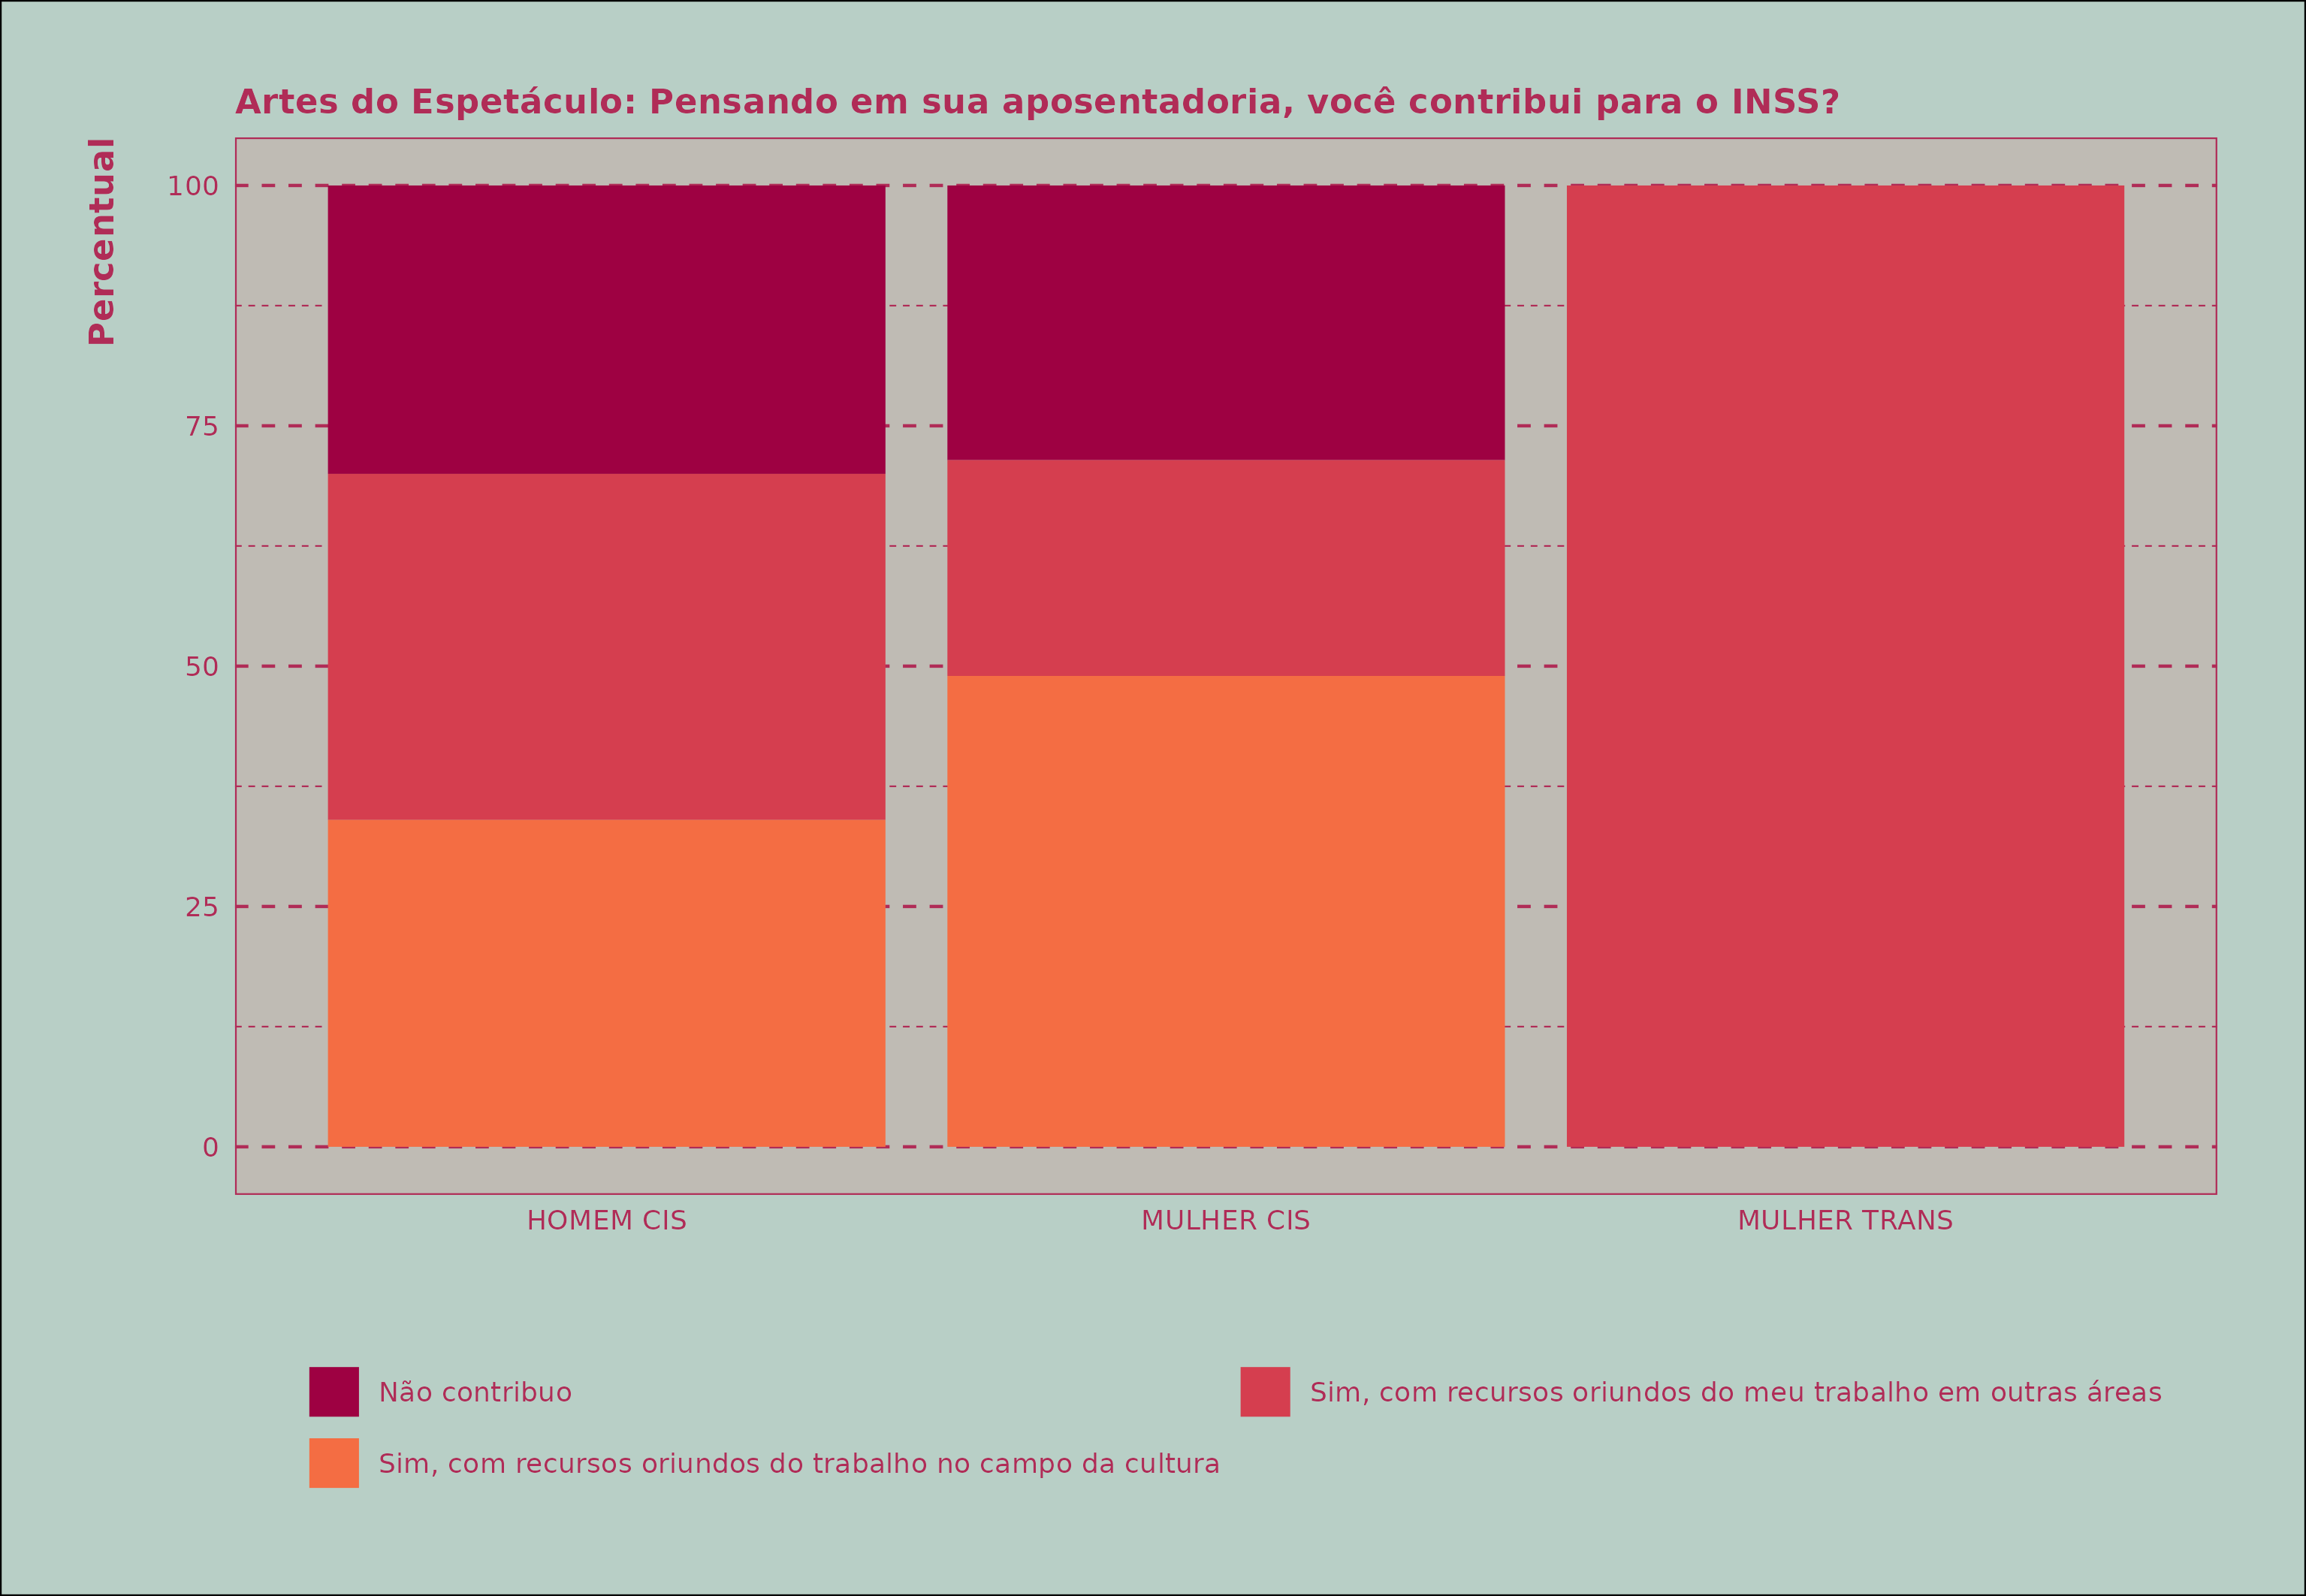 Artes do Espetáculo: Pensando em sua aposentadoria, você contribui para o INSS?
Percentual
100
75
50
25
0
HOMEM CIS
MULHER CIS
MULHER TRANS
Não contribuo
Sim, com recursos oriundos do meu trabalho em outras áreas
Sim, com recursos oriundos do trabalho no campo da cultura